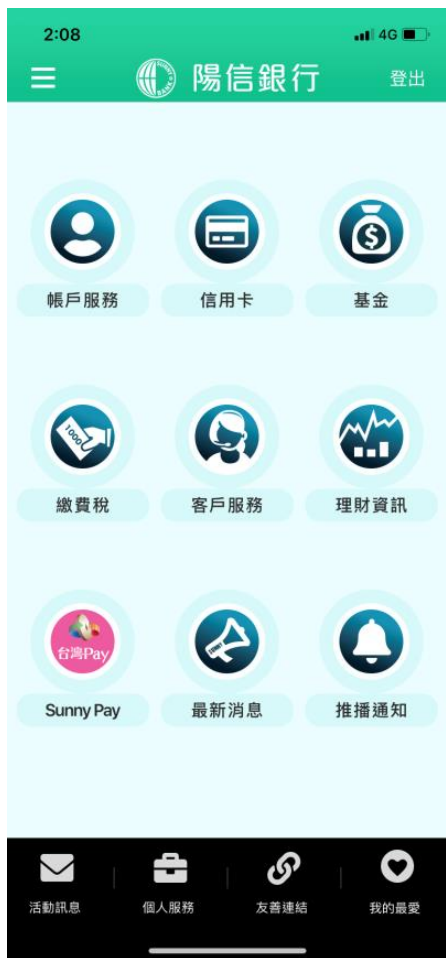 2:08
4G
陽信銀行
登出
帳戶服務
信用卡
基金
繳費稅
客戶服務
理財資訊
台灣Pay
Sunny Pay
最新消息
推播通知
活動訊息
個人服務
友善連結
我的最愛